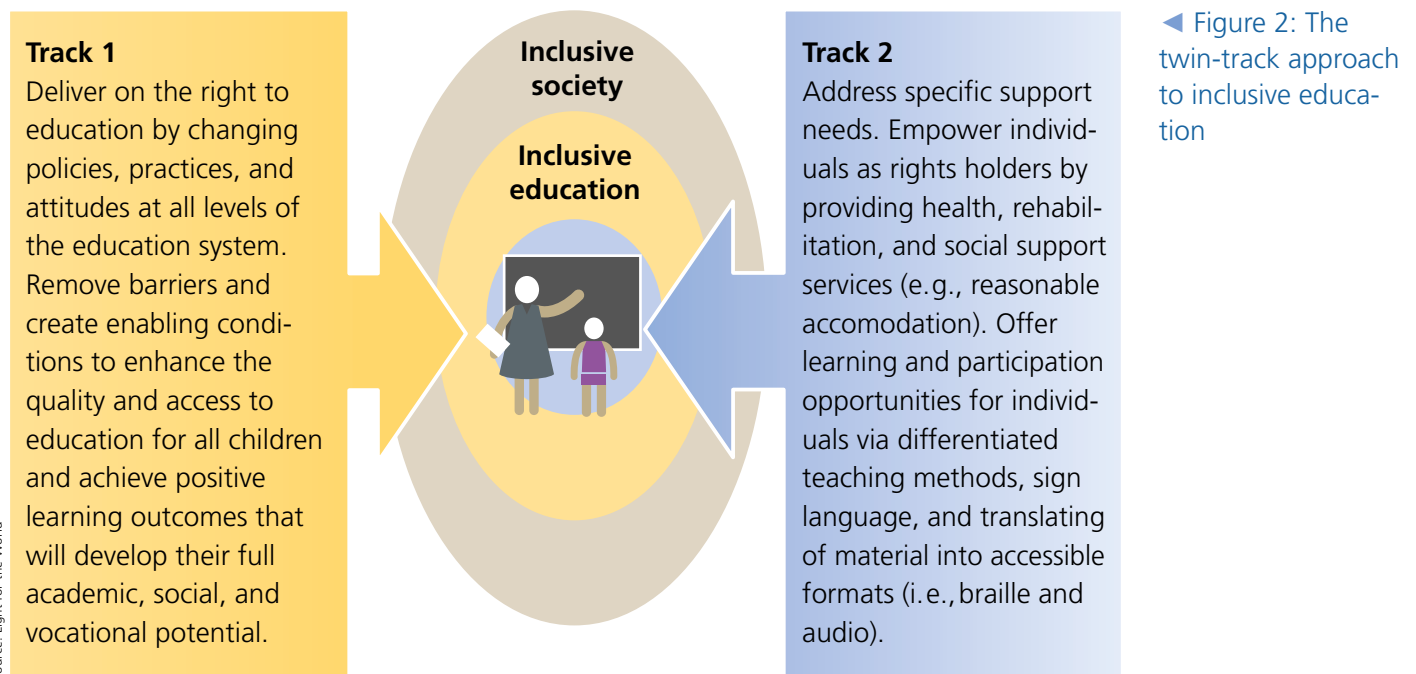 Track 1
Deliver on the right to
education by changing
policies, practices, and
attitudes at all levels of
the education system.
Remove barriers and
create enabling condi-
tions to enhance the
quality and access to
education for all children
and achieve positive
learning outcomes that
will develop their full
academic, social, and
vocational potential.
Inclusive
society
Inclusive
education
Track 2
Address specific support
needs. Empower individ-
uals as rights holders by
providing health, rehabil-
itation, and social support
services (e.g., reasonable
accomodation). Offer
learning and participation
opportunities for individ-
uals via differentiated
teaching methods, sign
language, and translating
of material into accessible
formats (i.e., braille and
audio).
◄ Figure 2: The
twin-track approach
to inclusive educa-
tion
Light for the World